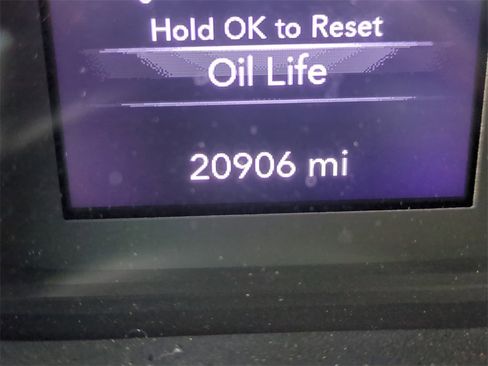 Hold OK to Reset
Oil Life
20906 mi